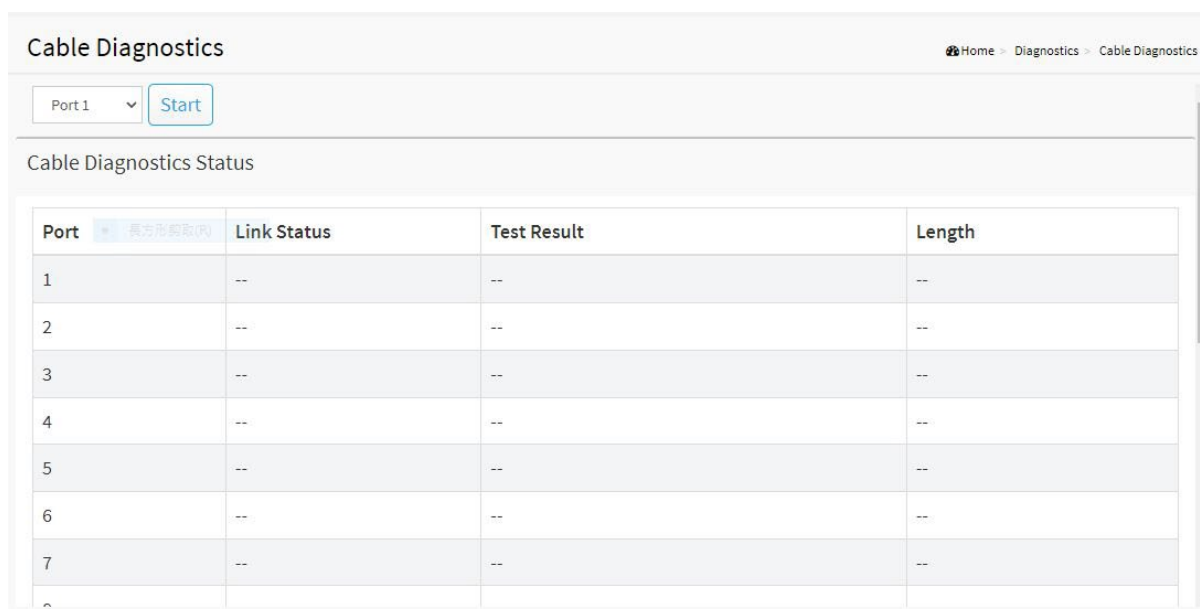 Cable Diagnostics
Home > Diagnostics > Cable Diagnostics
Port 1 Start
Cable Diagnostics Status
Port 長方形剪取(R) Link Status Test Result Length
1 -- -- --
2 -- -- --
3 -- -- --
4 -- -- --
5 -- -- --
6 -- -- --
7 -- -- --